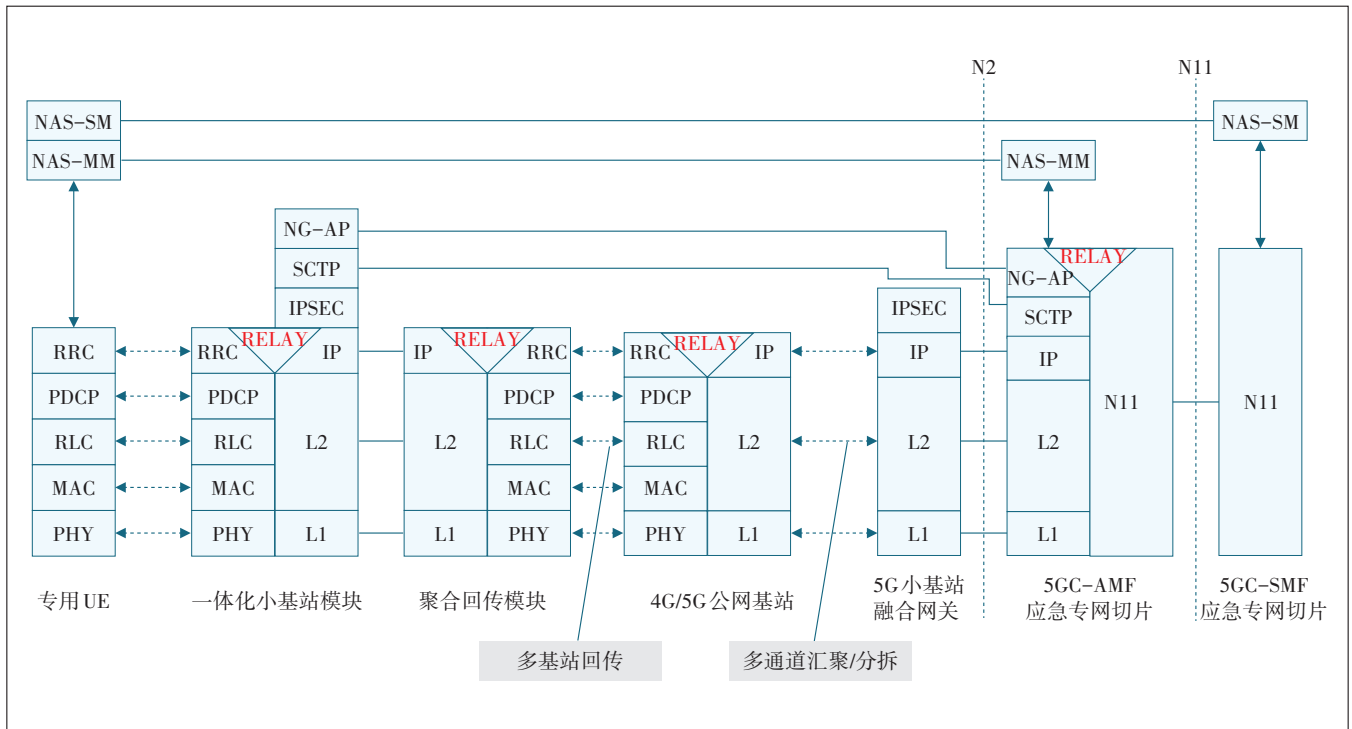 N2 N11
NAS-SM NAS-SM
NAS-MM NAS-MM
NG-AP
SCTP
IPSEC
RELAY
NG-AP
IPSEC
SCTP
RRC RRC RELAY IP IP RELAY RRC RRC RELAY IP IP IP
PDCP PDCP PDCP PDCP
N11 N11
RLC RLC L2 L2 RLC RLC L2 L2 L2
MAC MAC MAC MAC
PHY PHY L1 L1 PHY PHY L1 L1 L1
专用UE 一体化小基站模块 聚合回传模块 4G/5G公网基站 5G小基站 5GC-AMF 5GC-SMF
融合网关 应急专网切片 应急专网切片
多基站回传 多通道汇聚/分拆